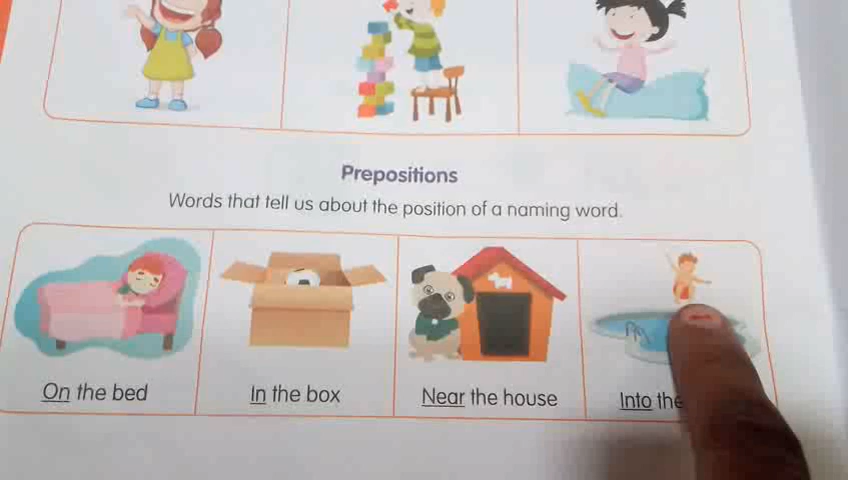 Prepositions
Words that tell us about the position of a naming word.
On the bed
In the box
Near the house
Into the